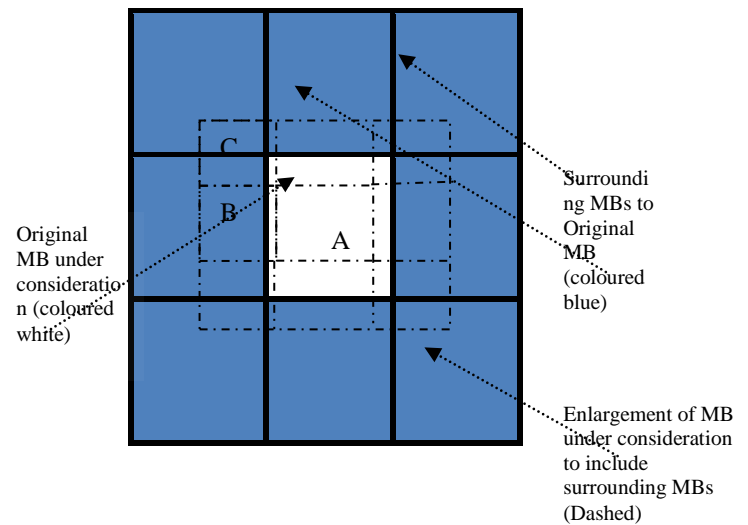 C
B
A
Original
MB under
consideratio
n (coloured
white)
Surroundi
ng MBs to
Original
MB
(coloured
blue)
Enlargement of MB
under consideration
to include
surrounding MBs
(Dashed)